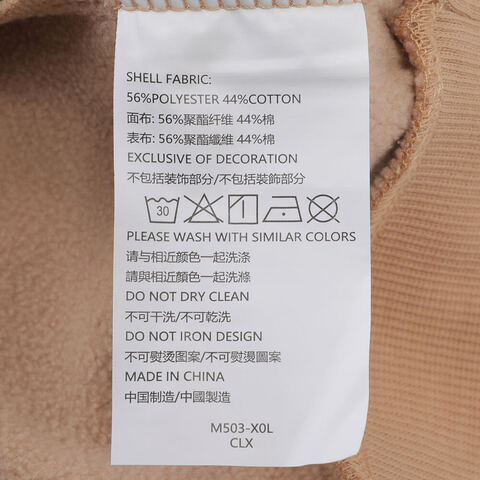 SHELL FABRIC:
56%POLYESTER 44%COTTON
面布: 56%聚酯纤维 44%棉
表布: 56%聚酯纖維 44%棉
EXCLUSIVE OF DECORATION
不包括装饰部分/不包括裝飾部分
30
PLEASE WASH WITH SIMILAR COLORS
请与相近颜色一起洗涤
請與相近顏色一起洗滌
DO NOT DRY CLEAN
不可干洗/不可乾洗
DO NOT IRON DESIGN
不可熨烫图案/不可熨燙圖案
MADE IN CHINA
中国制造/中國製造
M503-X0L
CLX